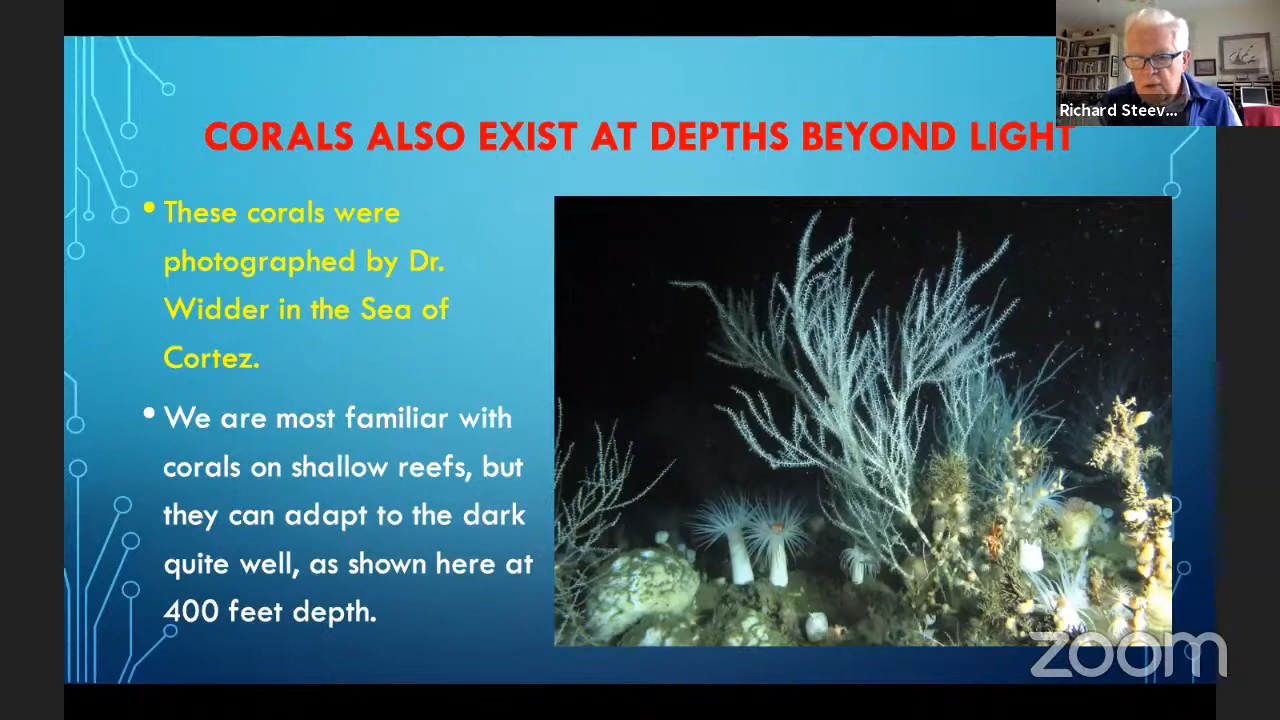 Richard Steev...
CORALS ALSO EXIST AT DEPTHS BEYOND LIGHT
• These corals were
photographed by Dr.
Widder in the Sea of
Cortez.
• We are most familiar with
corals on shallow reefs, but
they can adapt to the dark
quite well, as shown here at
400 feet depth.
zoom